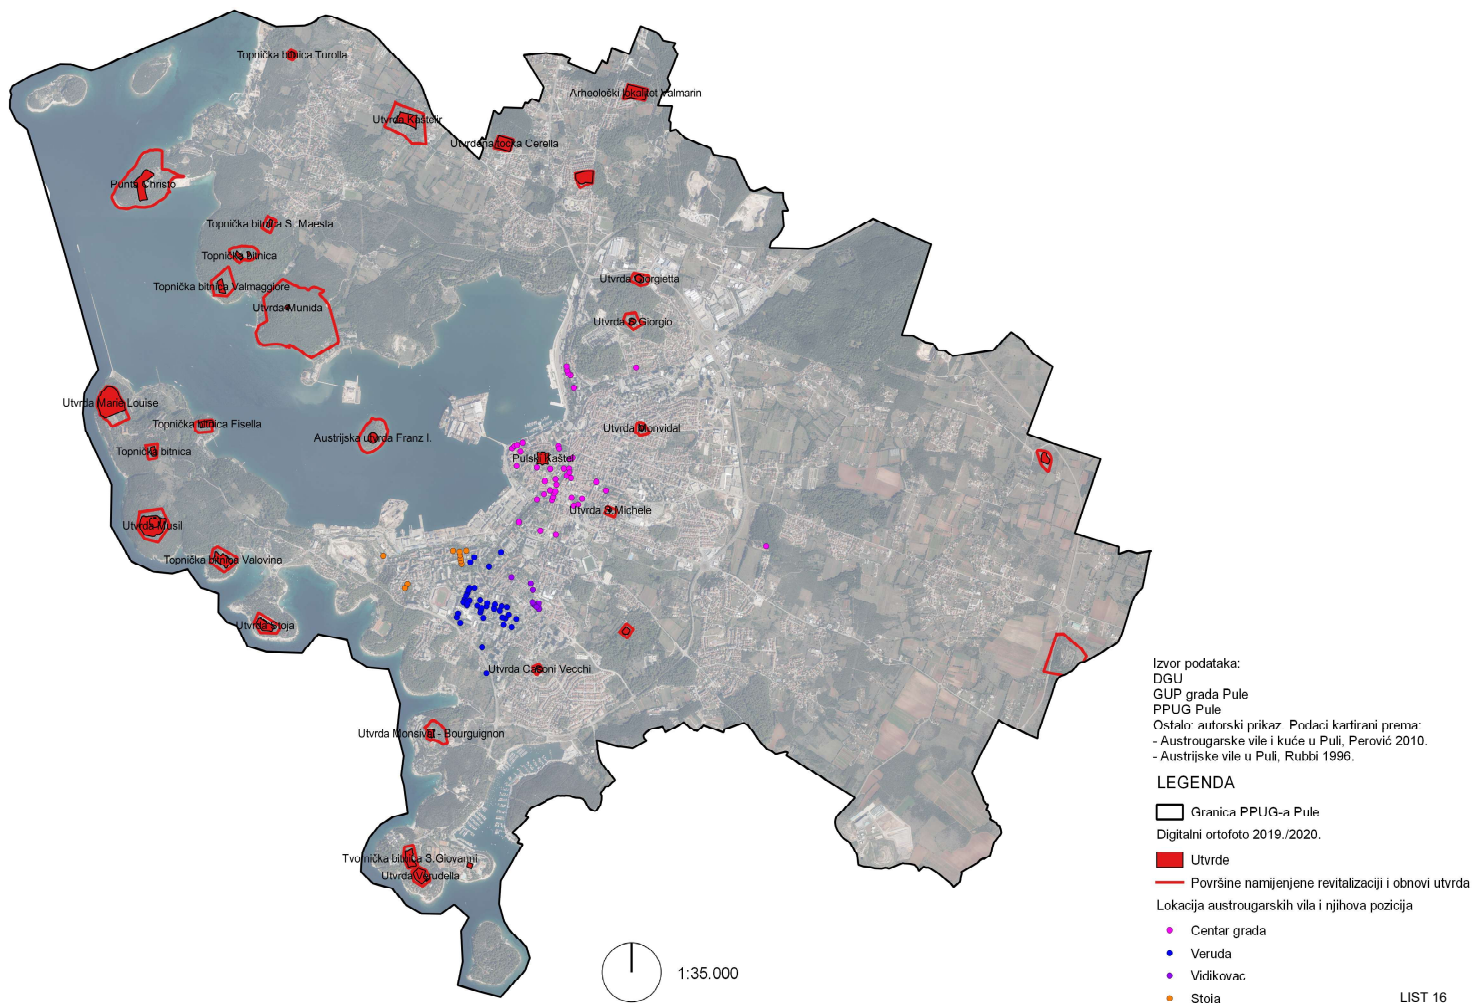 Topnička bitnica Turolla
Arheološki lokalitet Valmarin
Utvrda Kaštelir
Utvrđena točka Cerella
Punta Christo
Topnička bitnica S. Maesta
Topnička bitnica
Topnička bitnica Valmaggiore
Utvrda Munida
Utvrda Giorgietta
Utvrda S.Giorgio
Utvrda Marie Louise
Topnička bitnica Fisella
Austrijska utvrda Franz I.
Utvrda Monvidal
Topnička bitnica
Pulski Kaštel
Utvrda S.Michele
Utvrda Musil
Topnička bitnica Valovine
Utvrda Stoja
Utvrda Casoni Vecchi
Utvrda Monsival - Bourguignon
Tvornička bitnica S.Giovanni
Utvrda Verudella
1:35.000
Izvor podataka:
DGU
GUP grada Pule
PPUG Pule
Ostalo: autorski prikaz. Podaci kartirani prema:
- Austrougarske vile i kuće u Puli, Perović 2010.
- Austrijske vile u Puli, Rubbi 1996.
LEGENDA
Granica PPUG-a Pule
Digitalni ortofoto 2019./2020.
Utvrde
Površine namijenjene revitalizaciji i obnovi utvrda
Lokacija austrougarskih vila i njihova pozicija
Centar grada
Veruda
Vidikovac
Stoja
LIST 16